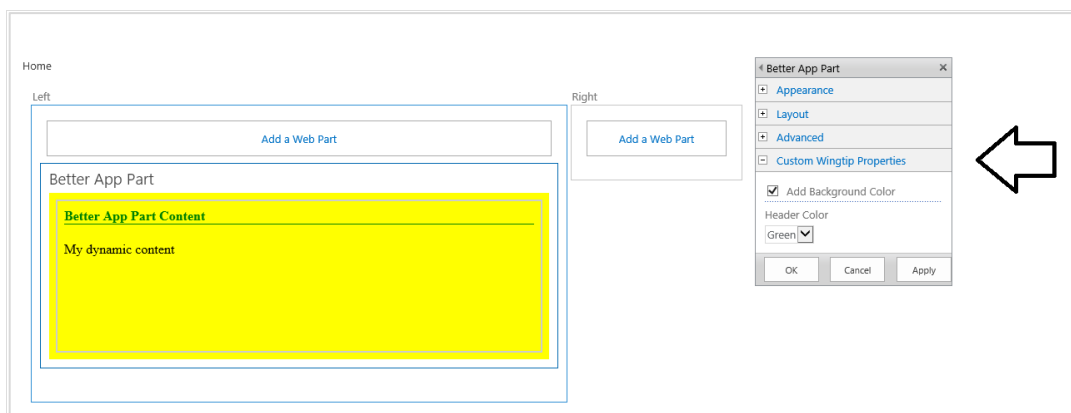 Home
Left
Add a Web Part
Better App Part
Better App Part Content
My dynamic content
Right
Add a Web Part
Better App Part
Appearance
Layout
Advanced
Custom Wingtip Properties
Add Background Color
Header Color
Green
OK Cancel Apply